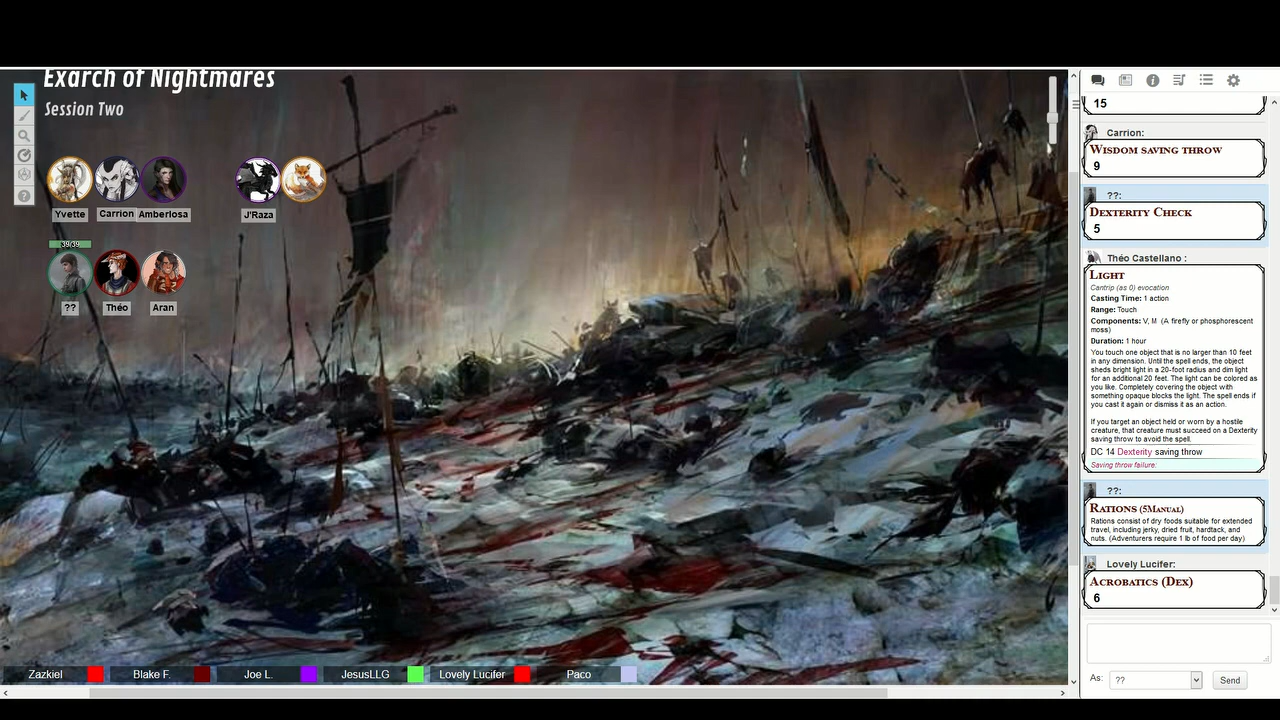 Exarch of Nightmares
Session Two
Yvette
Carrion
Amberlosa
J'Raza
39/39
??
Théo
Aran
Zazkiel
Blake F.
Joe L.
JesusLLG
Lovely Lucifer
Paco
15
Carrion:
Wisdom saving throw
9
??:
Dexterity Check
5
Théo Castellano :
Light
Cantrip (as 0) evocation
Casting Time: 1 action
Range: Touch
Components: V, M (A firefly or phosphorescent
moss)
Duration: 1 hour
You touch one object that is no larger than 10 feet
in any dimension. Until the spell ends, the object
sheds bright light in a 20-foot radius and dim light
for an additional 20 feet. The light can be colored as
you like. Completely covering the object with
something opaque blocks the light. The spell ends if
you cast it again or dismiss it as an action.
If you target an object held or worn by a hostile
creature, that creature must succeed on a Dexterity
saving throw to avoid the spell.
DC 14 Dexterity saving throw
Saving throw failure:
??:
Rations (5Manual)
Rations consist of dry foods suitable for extended
travel, including jerky, dried fruit, hardtack, and
nuts. (Adventurers require 1 lb of food per day)
Lovely Lucifer:
Acrobatics (Dex)
6
As:
??
Send